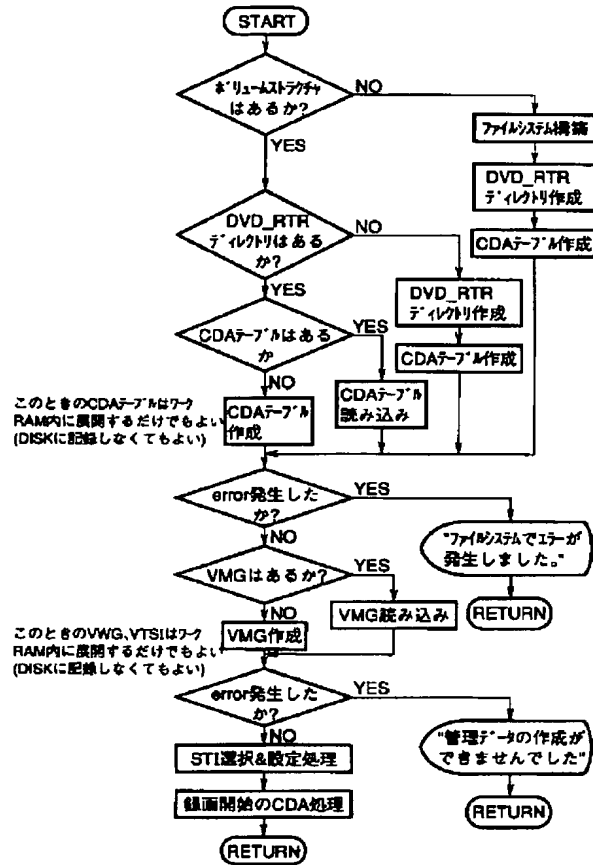 START
ボリュームストラクチャ
はあるか?
NO
YES
ファイルシステム構築
DVD_RTR
ディレクトリ作成
CDAテーブル作成
DVD_RTR
ディレクトリはある
か?
NO
YES
DVD_RTR
ディレクトリ作成
CDAテーブル作成
CDAテーブルはある
か
YES
NO
CDAテーブル
読み込み
このときのCDAテーブルはワーク
RAM内に展開するだけでもよい
(DISKに記録しなくてもよい)
CDAテーブル
作成
error発生した
か?
YES
NO
"ファイルシステムでエラーが
発生しました。"
RETURN
VMGはあるか?
YES
NO
VMG読み込み
このときのVWG,VTSIはワーク
RAM内に展開するだけでもよい
(DISKに記録しなくてもよい)
VMG作成
error発生した
か?
YES
NO
"管理データの作成が
できませんでした"
RETURN
STI選択&設定処理
録画開始のCDA処理
RETURN